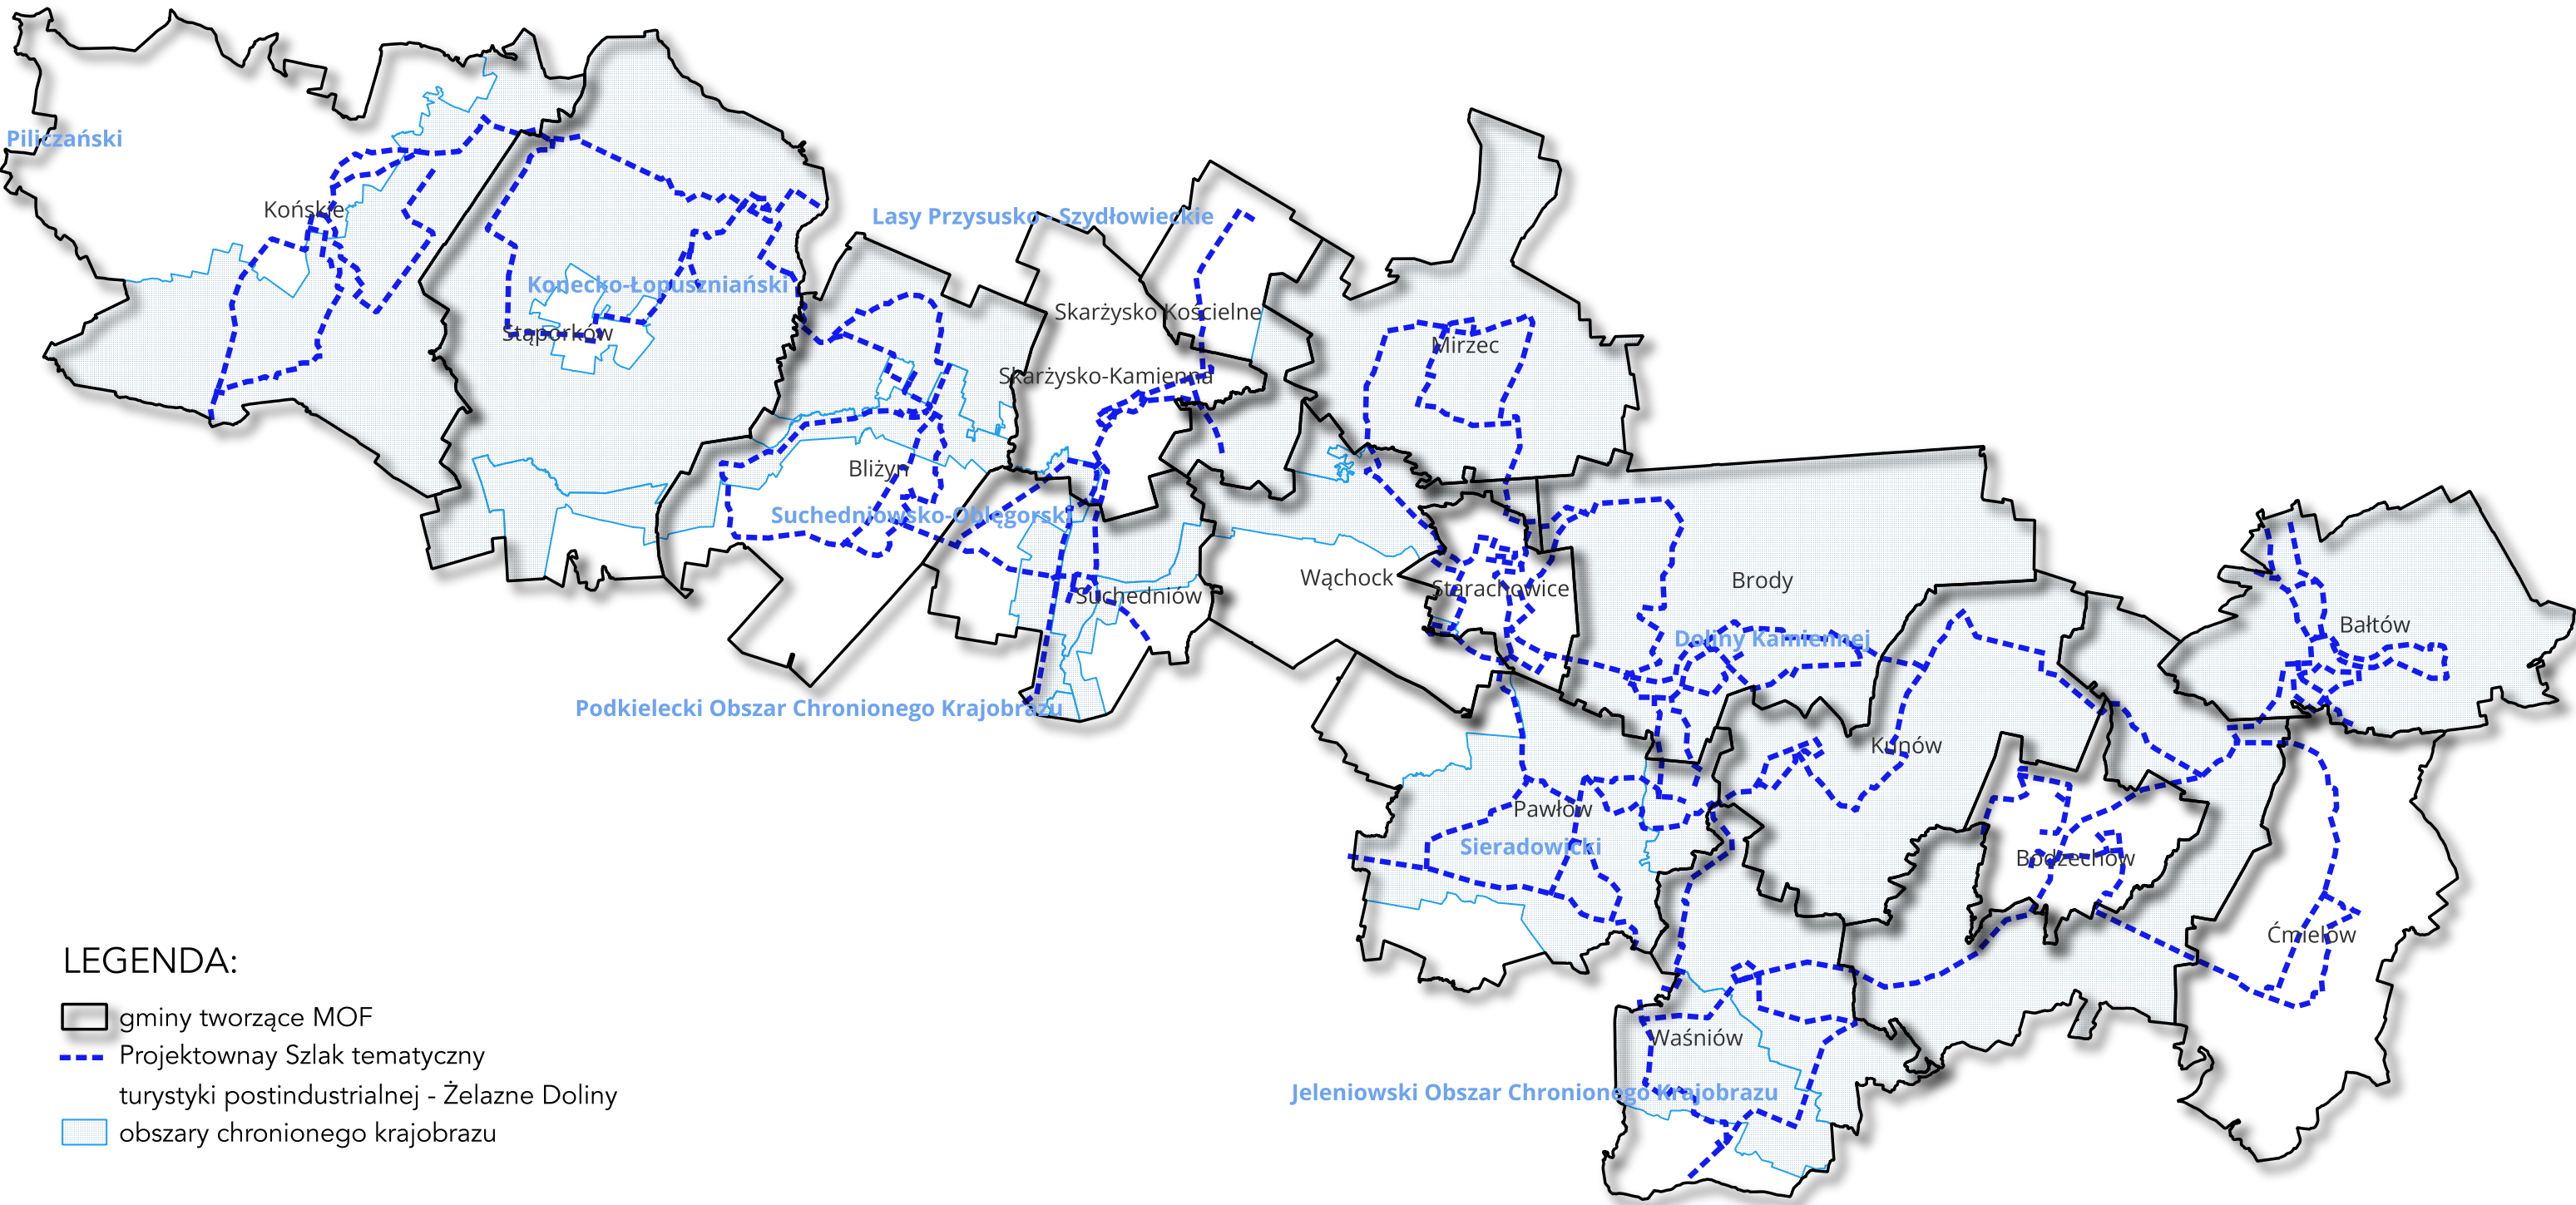 Piliczański
Końskie
Lasy Przysusko - Szydłowieckie
Konecko-Łopuszniański
Skarżysko Kościelne
Stąporków
Mirzec
Skarżysko-Kamienna
Bliżyn
Suchedniowsko-Oblęgorski
Wąchock
Starachowice
Brody
Suchedniów
Bałtów
Doliny Kamiennej
Podkielecki Obszar Chronionego Krajobrazu
Kunów
Pawłów
Sieradowicki
Bodzechów
Ćmielów
Waśniów
Jeleniowski Obszar Chronionego Krajobrazu
LEGENDA:
gminy tworzące MOF
Projektownay Szlak tematyczny
turystyki postindustrialnej - Żelazne Doliny
obszary chronionego krajobrazu